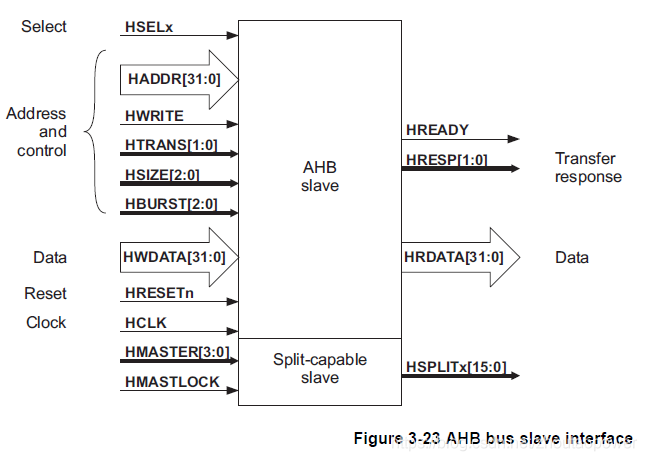 Select
HSELx
HADDR[31:0]
Address
and
control
HWRITE
HTRANS[1:0]
HSIZE[2:0]
HBURST[2:0]
AHB
slave
HREADY
HRESP[1:0]
Transfer
response
Data
HWDATA[31:0]
HRDATA[31:0]
Data
Reset
HRESETn
Clock
HCLK
HMASTER[3:0]
HMASTLOCK
Split-capable
slave
HSPLITx[15:0]
Figure 3-23 AHB bus slave interface